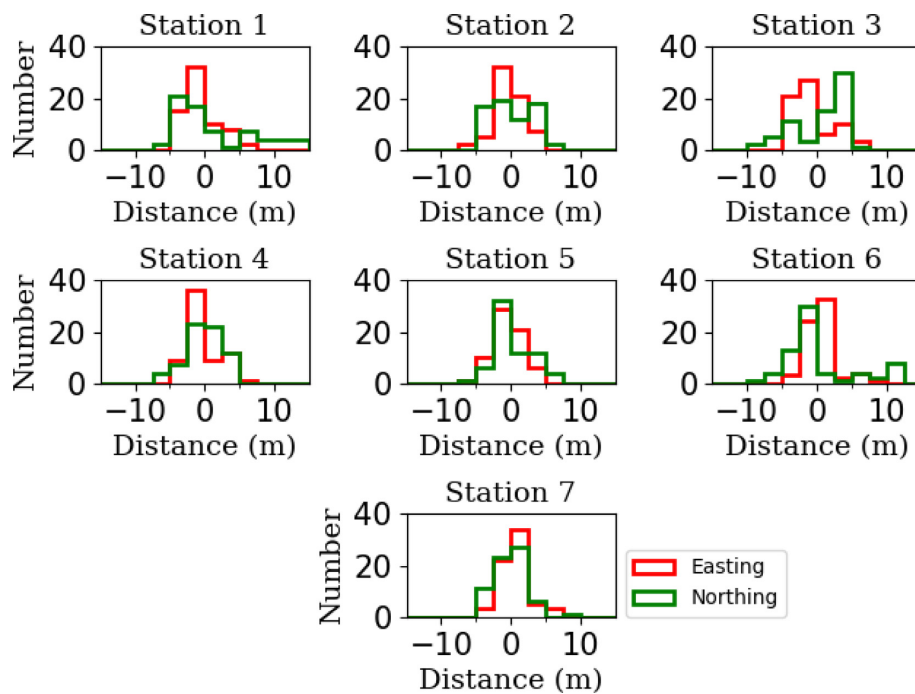 Station 1 Station 2 Station 3
Number 40 20 0 40 20 0 40 20 0
−10 0 10 −10 0 10 −10 0 10
Distance (m) Distance (m) Distance (m)
Station 4 Station 5 Station 6
Number 40 20 0 40 20 0 40 20 0
−10 0 10 −10 0 10 −10 0 10
Distance (m) Distance (m) Distance (m)
Station 7
Number 40 20 0
−10 0 10
Distance (m)
Easting
Northing